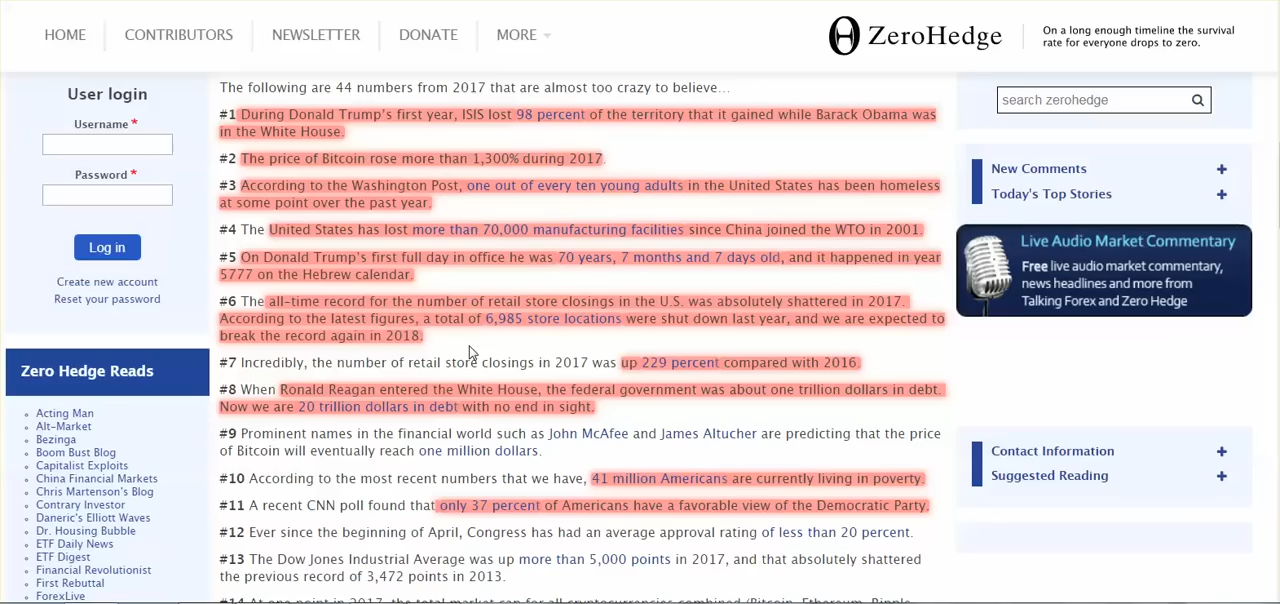 HOME
CONTRIBUTORS
NEWSLETTER
DONATE
MORE
ZeroHedge
On a long enough timeline the survival
rate for everyone drops to zero.
User login
Username *
Password *
Log in
Create new account
Reset your password
Zero Hedge Reads
Acting Man
Alt-Market
Bezinga
Boom Bust Blog
Capitalist Exploits
China Financial Markets
Chris Martenson's Blog
Contrary Investor
Daneric's Elliott Waves
Dr. Housing Bubble
ETF Daily News
ETF Digest
Financial Revolutionist
First Rebuttal
ForexLive
The following are 44 numbers from 2017 that are almost too crazy to believe…
#1 During Donald Trump's first year, ISIS lost 98 percent of the territory that it gained while Barack Obama was
in the White House.
#2 The price of Bitcoin rose more than 1,300% during 2017.
#3 According to the Washington Post, one out of every ten young adults in the United States has been homeless
at some point over the past year.
#4 The United States has lost more than 70,000 manufacturing facilities since China joined the WTO in 2001.
#5 On Donald Trump's first full day in office he was 70 years, 7 months and 7 days old, and it happened in year
5777 on the Hebrew calendar.
#6 The all-time record for the number of retail store closings in the U.S. was absolutely shattered in 2017.
According to the latest figures, a total of 6,985 store locations were shut down last year, and we are expected to
break the record again in 2018.
#7 Incredibly, the number of retail store closings in 2017 was up 229 percent compared with 2016.
#8 When Ronald Reagan entered the White House, the federal government was about one trillion dollars in debt.
Now we are 20 trillion dollars in debt with no end in sight.
#9 Prominent names in the financial world such as John McAfee and James Altucher are predicting that the price
of Bitcoin will eventually reach one million dollars.
#10 According to the most recent numbers that we have, 41 million Americans are currently living in poverty.
#11 A recent CNN poll found that only 37 percent of Americans have a favorable view of the Democratic Party.
#12 Ever since the beginning of April, Congress has had an average approval rating of less than 20 percent.
#13 The Dow Jones Industrial Average was up more than 5,000 points in 2017, and that absolutely shattered
the previous record of 3,472 points in 2013.
#14 At one point in 2017, the total market cap for all cryptocurrencies combined (Bitcoin, Ethereum, Ripple,
search zerohedge
New Comments
Today's Top Stories
Live Audio Market Commentary
Free live audio market commentary,
news headlines and more from
Talking Forex and Zero Hedge
Contact Information
Suggested Reading